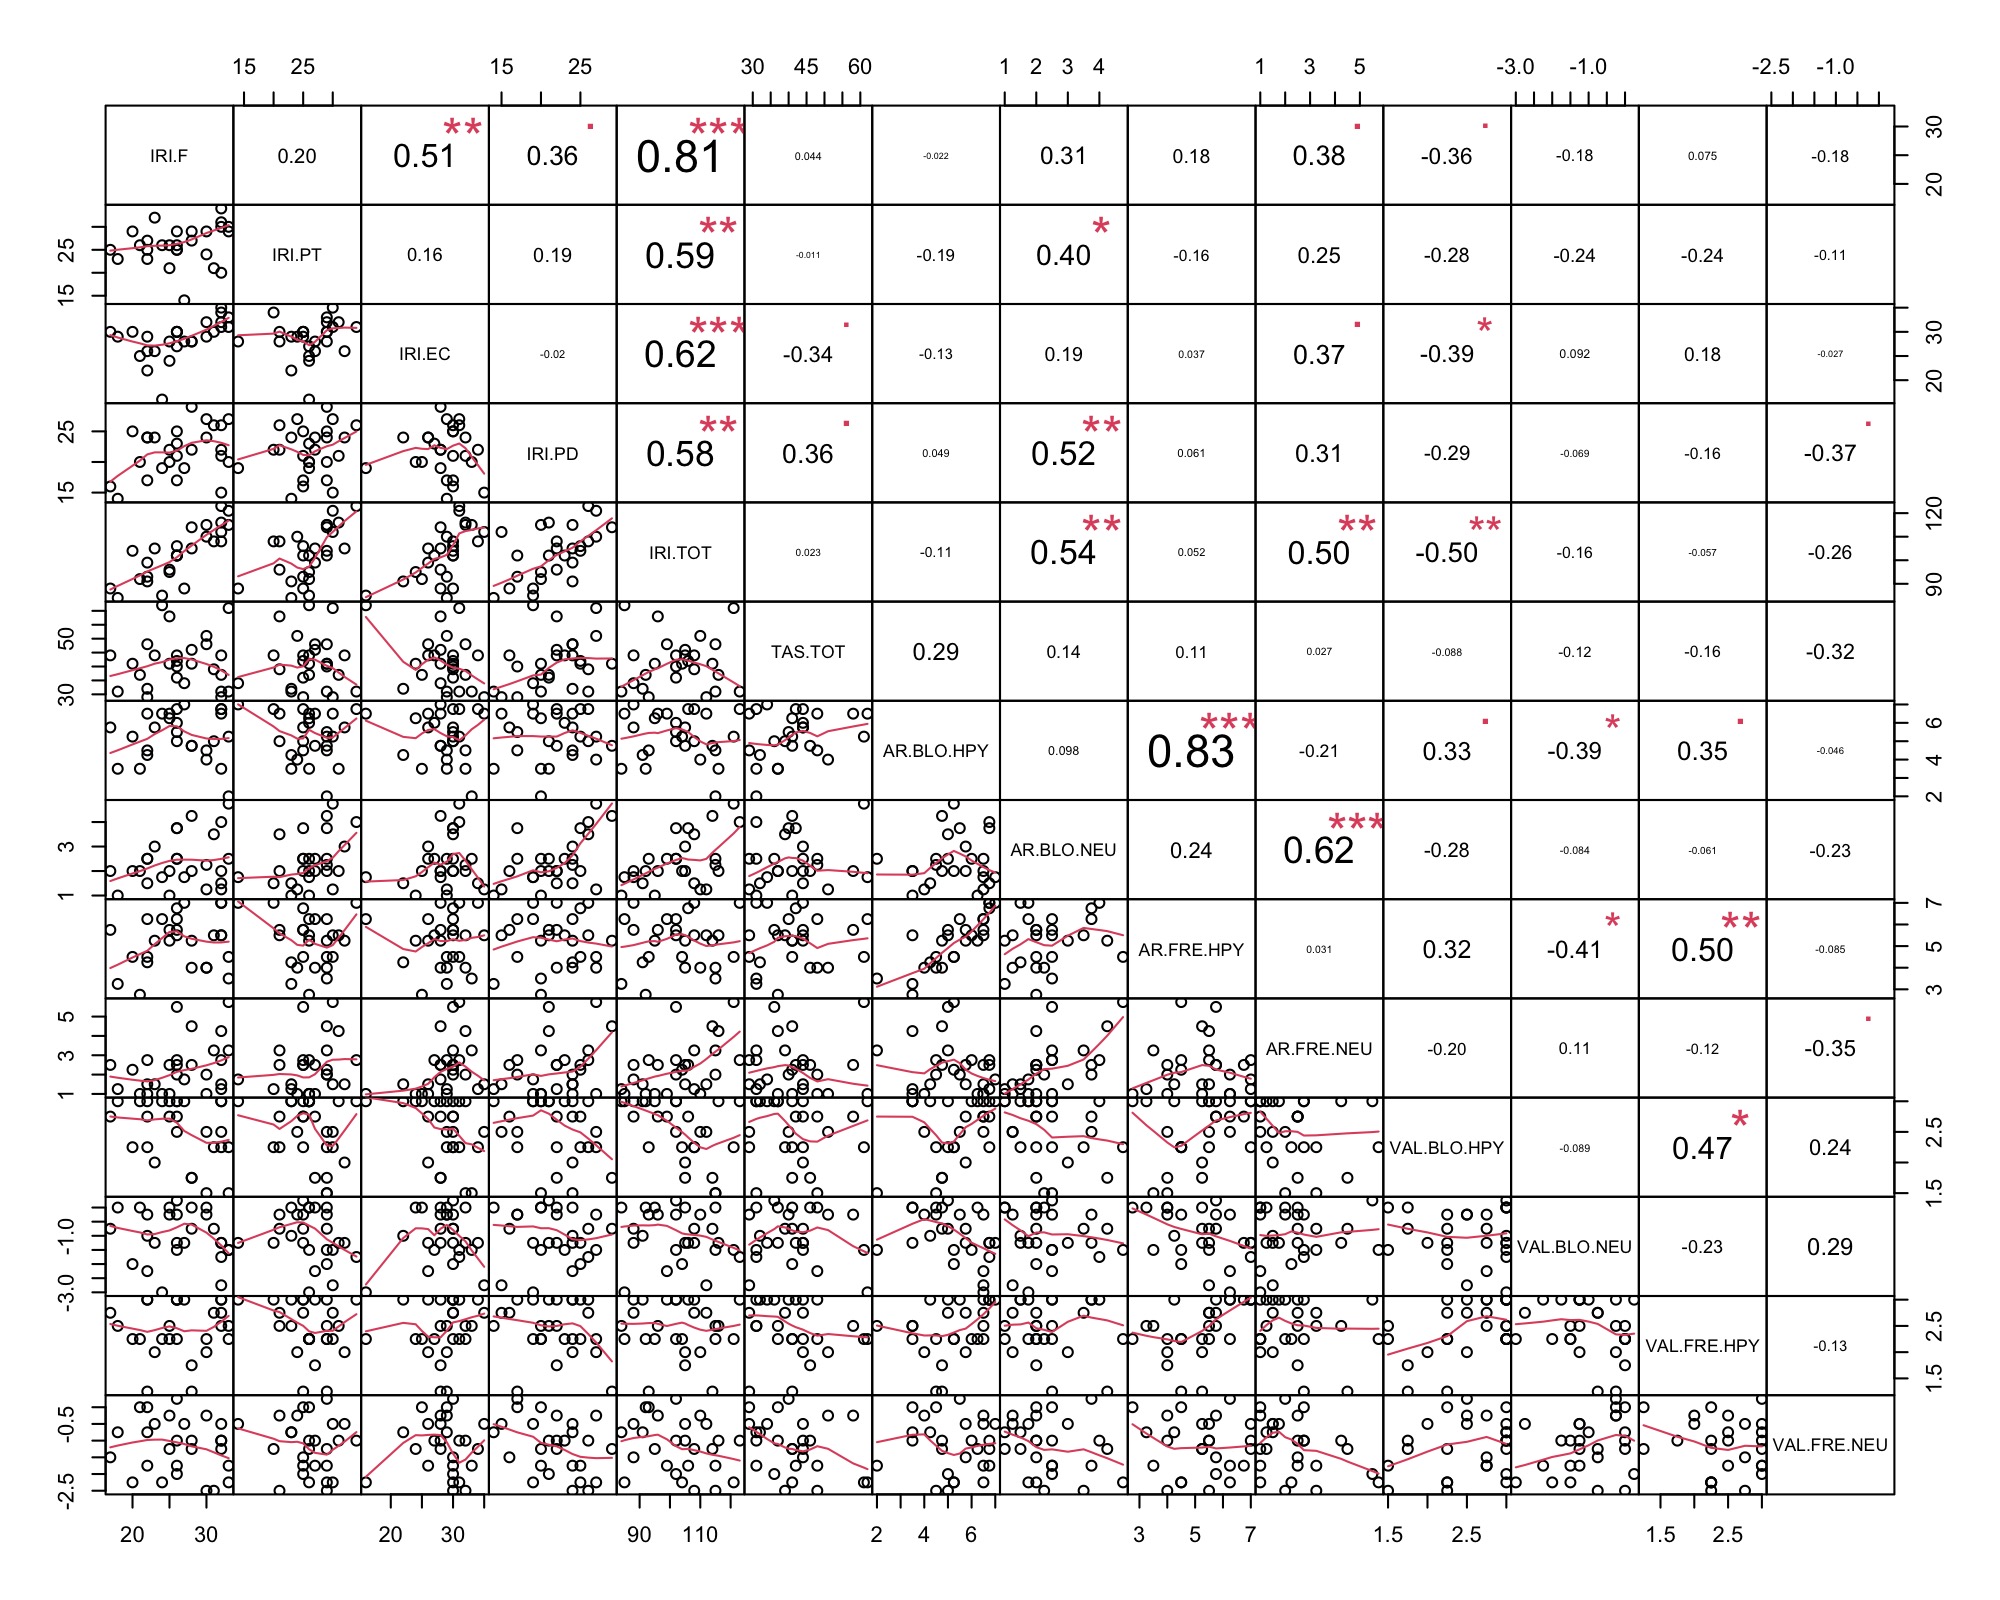 15 25 15 25 30 45 60 1 2 3 4 1 3 5 -3.0 -1.0 -2.5 -1.0
** . *** . .
IRI.F 0.20 0.51 0.36 0.81 0.044 -0.022 0.31 0.18 0.38 -0.36 -0.18 0.075 -0.18 20 30
** *
15 25 IRI.PT 0.16 0.19 0.59 -0.011 -0.19 0.40 -0.16 0.25 -0.28 -0.24 -0.24 -0.11
*** . . *
IRI.EC -0.02 0.62 -0.34 -0.13 0.19 0.037 0.37 -0.39 0.092 0.18 -0.027 20 30
** . ** .
15 25 IRI.PD 0.58 0.36 0.049 0.52 0.061 0.31 -0.29 -0.069 -0.16 -0.37
** ** **
IRI.TOT 0.023 -0.11 0.54 0.052 0.50 -0.50 -0.16 -0.057 -0.26 90 120
30 50 TAS.TOT 0.29 0.14 0.11 0.027 -0.088 -0.12 -0.16 -0.32
*** . * .
AR.BLO.HPY 0.098 0.83 -0.21 0.33 -0.39 0.35 -0.046 2 4 6
***
1 3 AR.BLO.NEU 0.24 0.62 -0.28 -0.084 -0.061 -0.23
* **
AR.FRE.HPY 0.031 0.32 -0.41 0.50 -0.085 3 5 7
.
1 3 5 AR.FRE.NEU -0.20 0.11 -0.12 -0.35
*
VAL.BLO.HPY -0.089 0.47 0.24 1.5 2.5
-3.0 -1.0 VAL.BLO.NEU -0.23 0.29
VAL.FRE.HPY -0.13 1.5 2.5
-2.5 -0.5 VAL.FRE.NEU
20 30 20 30 90 110 2 4 6 3 5 7 1.5 2.5 1.5 2.5